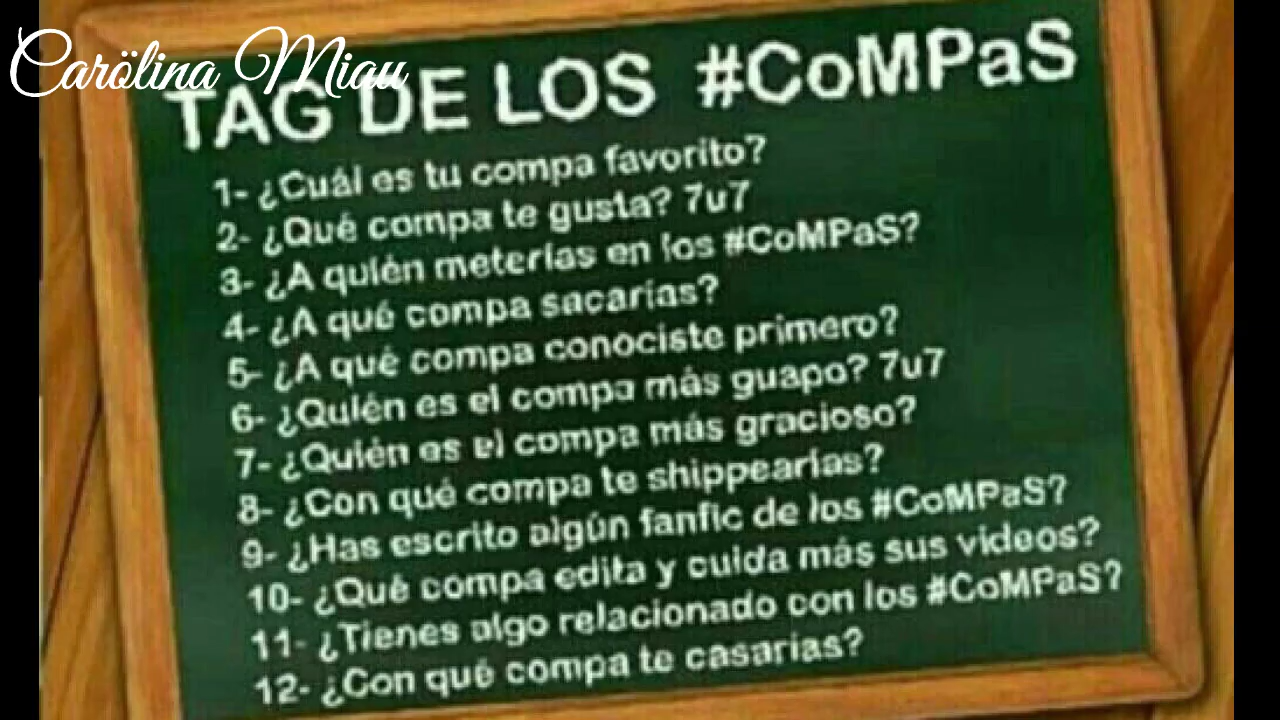 Carölina Miau
TAG DE LOS #CoMPaS
1- ¿Cuál es tu compa favorito?
2- ¿Qué compa te gusta? 7u7
3- ¿A quién meterías en los #CoMPaS?
4- ¿A qué compa sacarías?
5- ¿A qué compa conociste primero?
6- ¿Quién es el compa más guapo? 7u7
7- ¿Quién es el compa más gracioso?
8- ¿Con qué compa te shippearías?
9- ¿Has escrito algún fanfic de los #CoMPaS?
10- ¿Qué compa edita y cuida más sus videos?
11- ¿Tienes algo relacionado con los #CoMPaS?
12- ¿Con qué compa te casarías?